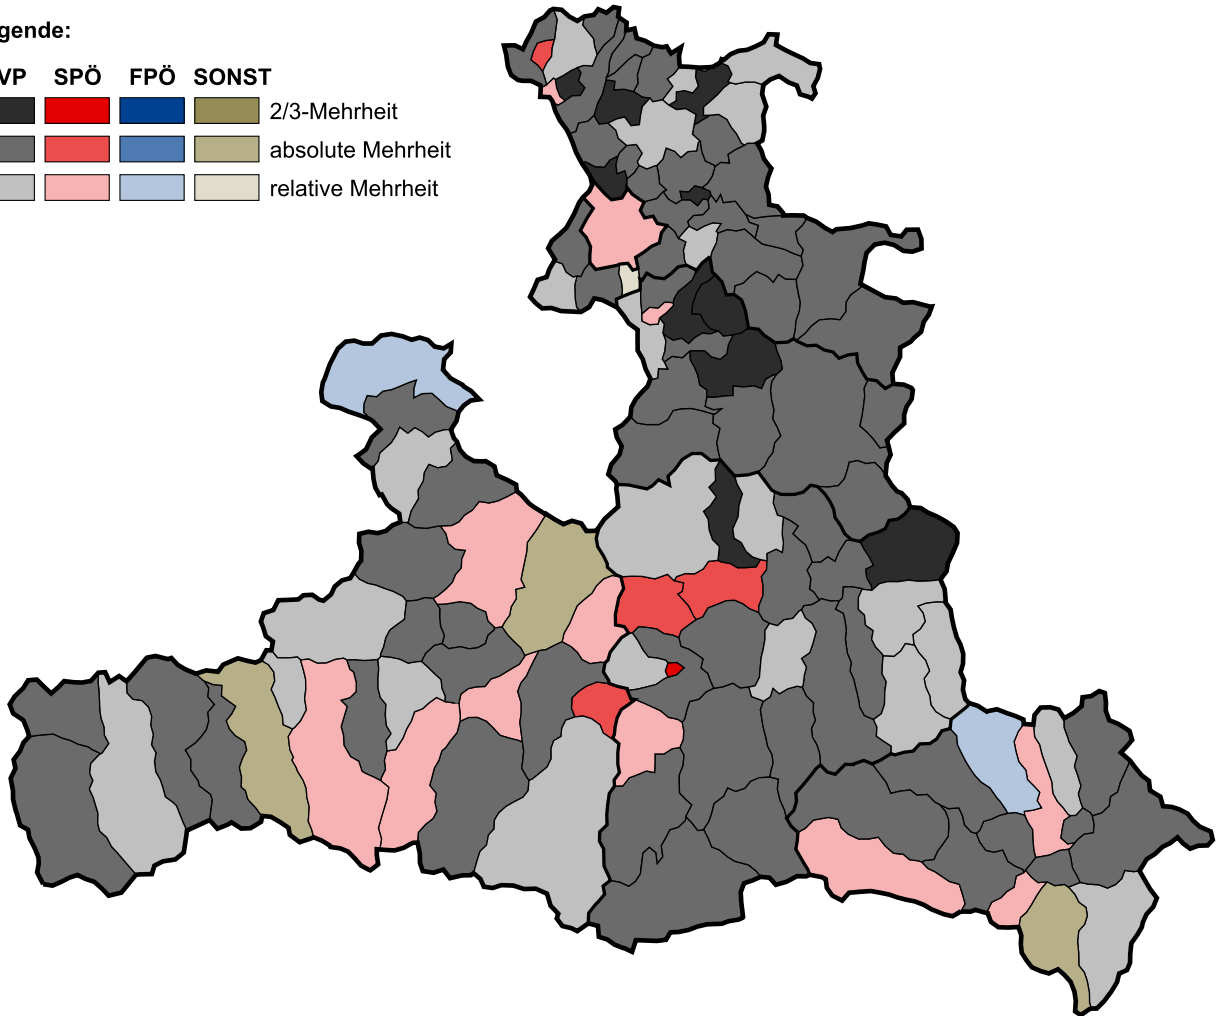 gende:
VP SPÖ FPÖ SONST
2/3-Mehrheit
absolute Mehrheit
relative Mehrheit